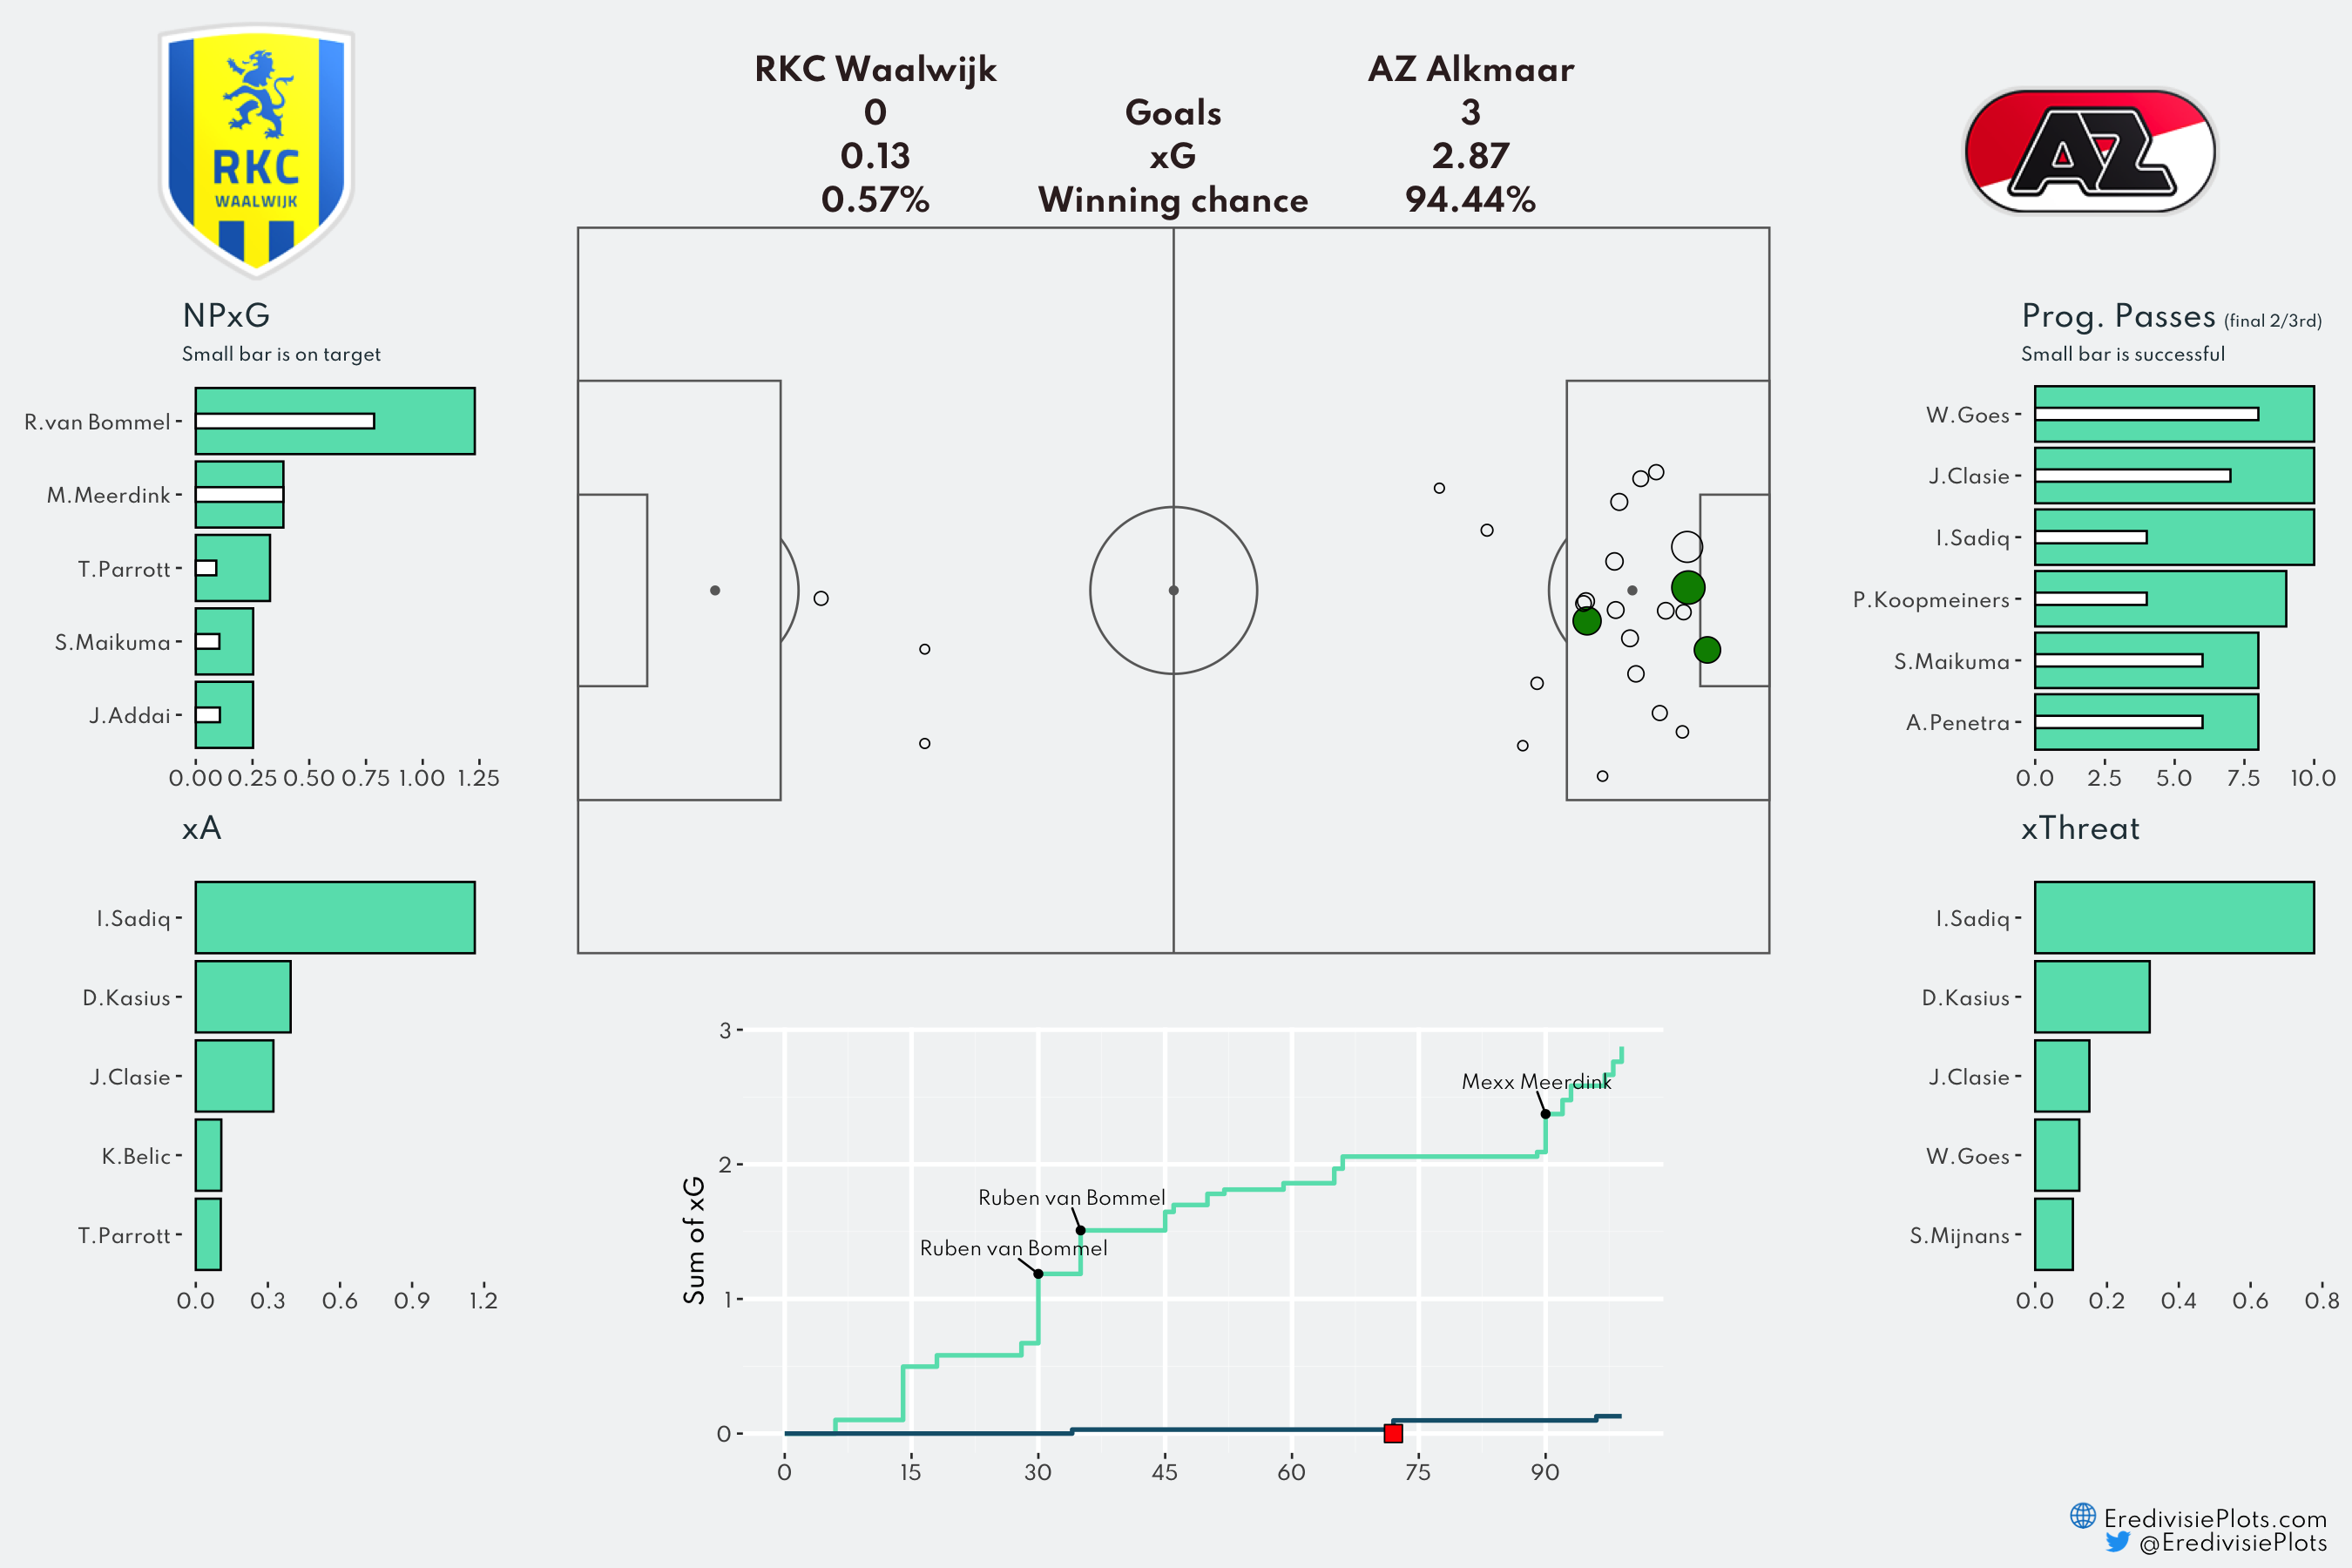 RKC Waalwijk AZ Alkmaar
0 Goals 3
0.13 xG 2.87
0.57% Winning chance 94.44%
RKC
WAALWIJK
AZ
NPxG
Small bar is on target
R.van Bommel
M.Meerdink
T.Parrott
S.Maikuma
J.Addai
0.00 0.25 0.50 0.75 1.00 1.25
xA
I.Sadiq
D.Kasius
J.Clasie
K.Belic
T.Parrott
0.0 0.3 0.6 0.9 1.2
Sum of xG
3
2
1
0
Mexx Meerdink
Ruben van Bommel
Ruben van Bommel
0 15 30 45 60 75 90
Prog. Passes (final 2/3rd)
Small bar is successful
W.Goes
J.Clasie
I.Sadiq
P.Koopmeiners
S.Maikuma
A.Penetra
0.0 2.5 5.0 7.5 10.0
xThreat
I.Sadiq
D.Kasius
J.Clasie
W.Goes
S.Mijnans
0.0 0.2 0.4 0.6 0.8
EredivisiePlots.com
@EredivisiePlots